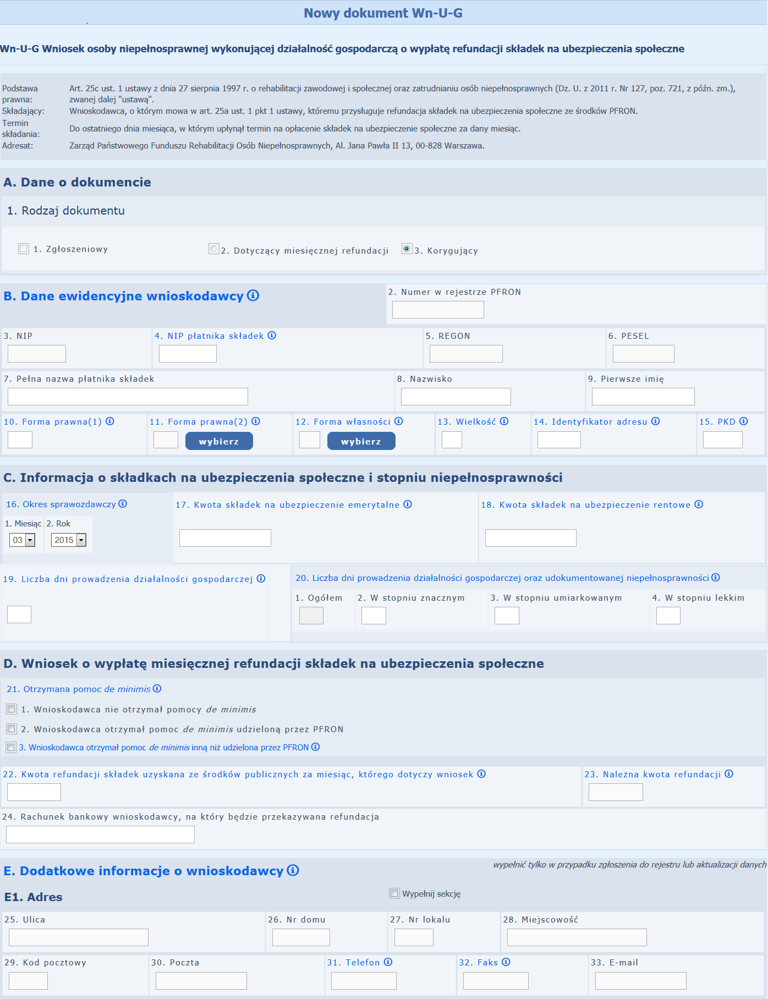 Nowy dokument Wn-U-G
Wn-U-G Wniosek osoby niepełnosprawnej wykonującej działalność gospodarczą o wypłatę refundacji składek na ubezpieczenia społeczne
Podstawa prawna: Art. 25c ust. 1 ustawy z dnia 27 sierpnia 1997 r. o rehabilitacji zawodowej i społecznej oraz zatrudnianiu osób niepełnosprawnych (Dz. U. z 2011 r. Nr 127, poz. 721, z późn. zm.),
zwanej dalej "ustawą".
Składający: Wnioskodawca, o którym mowa w art. 25a ust. 1 pkt 1 ustawy, któremu przysługuje refundacja składek na ubezpieczenia społeczne ze środków PFRON.
Termin składania: Do ostatniego dnia miesiąca, w którym upłynął termin na opłacenie składek na ubezpieczenie społeczne za dany miesiąc.
Adresat: Zarząd Państwowego Funduszu Rehabilitacji Osób Niepełnosprawnych, Al. Jana Pawła II 13, 00-828 Warszawa.
A. Dane o dokumencie
1. Rodzaj dokumentu
1. Zgłoszeniowy 2. Dotyczący miesięcznej refundacji 3. Korygujący
B. Dane ewidencyjne wnioskodawcy
2. Numer w rejestrze PFRON
3. NIP 4. NIP płatnika składek 5. REGON 6. PESEL
7. Pełna nazwa płatnika składek 8. Nazwisko 9. Pierwsze imię
10. Forma prawna(1) 11. Forma prawna(2) 12. Forma własności 13. Wielkość 14. Identyfikator adresu 15. PKD
wybierz wybierz
C. Informacja o składkach na ubezpieczenia społeczne i stopniu niepełnosprawności
16. Okres sprawozdawczy 17. Kwota składek na ubezpieczenie emerytalne 18. Kwota składek na ubezpieczenie rentowe
1. Miesiąc 2. Rok
03 2015
19. Liczba dni prowadzenia działalności gospodarczej 20. Liczba dni prowadzenia działalności gospodarczej oraz udokumentowanej niepełnosprawności
1. Ogółem 2. W stopniu znacznym 3. W stopniu umiarkowanym 4. W stopniu lekkim
D. Wniosek o wypłatę miesięcznej refundacji składek na ubezpieczenia społeczne
21. Otrzymana pomoc de minimis
1. Wnioskodawca nie otrzymał pomocy de minimis
2. Wnioskodawca otrzymał pomoc de minimis udzieloną przez PFRON
3. Wnioskodawca otrzymał pomoc de minimis inną niż udzielona przez PFRON
22. Kwota refundacji składek uzyskana ze środków publicznych za miesiąc, którego dotyczy wniosek 23. Należna kwota refundacji
24. Rachunek bankowy wnioskodawcy, na który będzie przekazywana refundacja
E. Dodatkowe informacje o wnioskodawcy wypełnić tylko w przypadku zgłoszenia do rejestru lub aktualizacji danych
E1. Adres Wypełnij sekcję
25. Ulica 26. Nr domu 27. Nr lokalu 28. Miejscowość
29. Kod pocztowy 30. Poczta 31. Telefon 32. Faks 33. E-mail